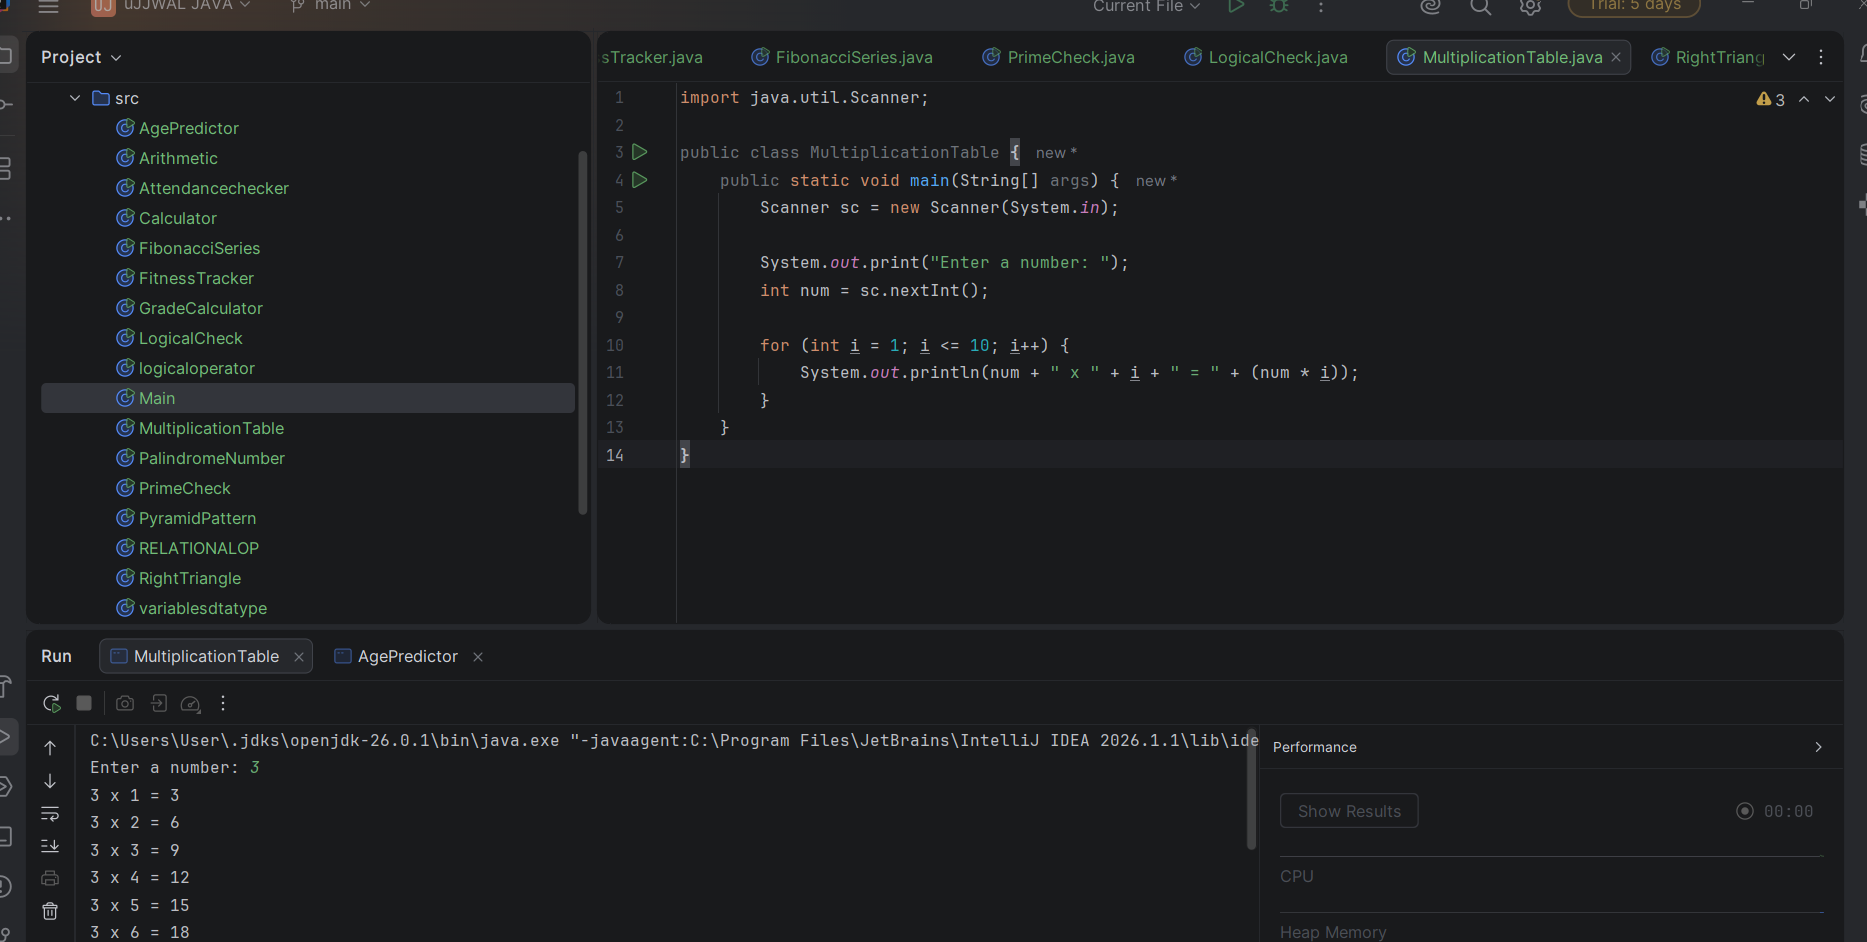 UJ uJJWAL JAVA main Current File Trial: 5 days
Project
src
AgePredictor
Arithmetic
Attendancechecker
Calculator
FibonacciSeries
FitnessTracker
GradeCalculator
LogicalCheck
logicaloperator
Main
MultiplicationTable
PalindromeNumber
PrimeCheck
PyramidPattern
RELATIONALOP
RightTriangle
variablesdtatype
sTracker.java FibonacciSeries.java PrimeCheck.java LogicalCheck.java MultiplicationTable.java RightTriang
3
1 import java.util.Scanner;
2
3 public class MultiplicationTable { new *
4 public static void main(String[] args) { new *
5 Scanner sc = new Scanner(System.in);
6
7 System.out.print("Enter a number: ");
8 int num = sc.nextInt();
9
10 for (int i = 1; i <= 10; i++) {
11 System.out.println(num + " x " + i + " = " + (num * i));
12 }
13 }
14 }
Run MultiplicationTable AgePredictor
C:\Users\User\.jdks\openjdk-26.0.1\bin\java.exe "-javaagent:C:\Program Files\JetBrains\IntelliJ IDEA 2026.1.1\lib\ide
Enter a number: 3
3 x 1 = 3
3 x 2 = 6
3 x 3 = 9
3 x 4 = 12
3 x 5 = 15
3 x 6 = 18
Performance
Show Results 00:00
CPU
Heap Memory